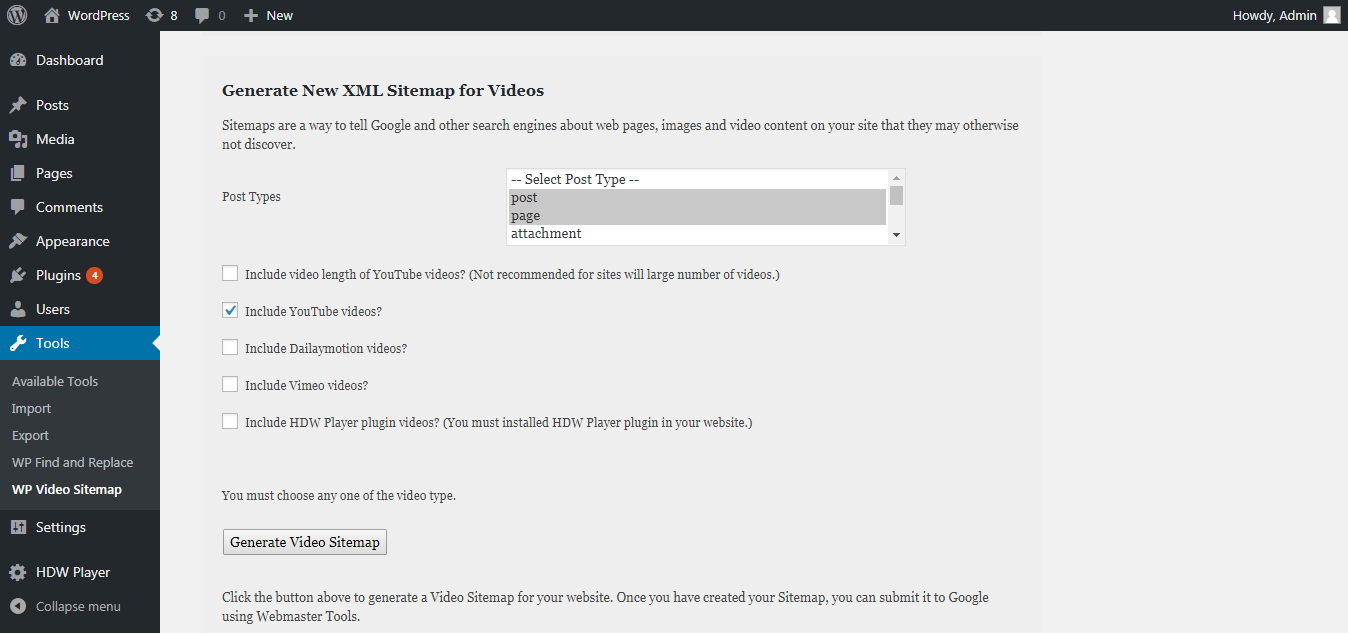 WordPress 8 0 New Howdy, Admin
Dashboard
Posts
Media
Pages
Comments
Appearance
Plugins 4
Users
Tools
Available Tools
Import
Export
WP Find and Replace
WP Video Sitemap
Settings
HDW Player
Collapse menu
Generate New XML Sitemap for Videos
Sitemaps are a way to tell Google and other search engines about web pages, images and video content on your site that they may otherwise
not discover.
Post Types
-- Select Post Type --
post
page
attachment
Include video length of YouTube videos? (Not recommended for sites will large number of videos.)
Include YouTube videos?
Include Dailaymotion videos?
Include Vimeo videos?
Include HDW Player plugin videos? (You must installed HDW Player plugin in your website.)
You must choose any one of the video type.
Generate Video Sitemap
Click the button above to generate a Video Sitemap for your website. Once you have created your Sitemap, you can submit it to Google
using Webmaster Tools.